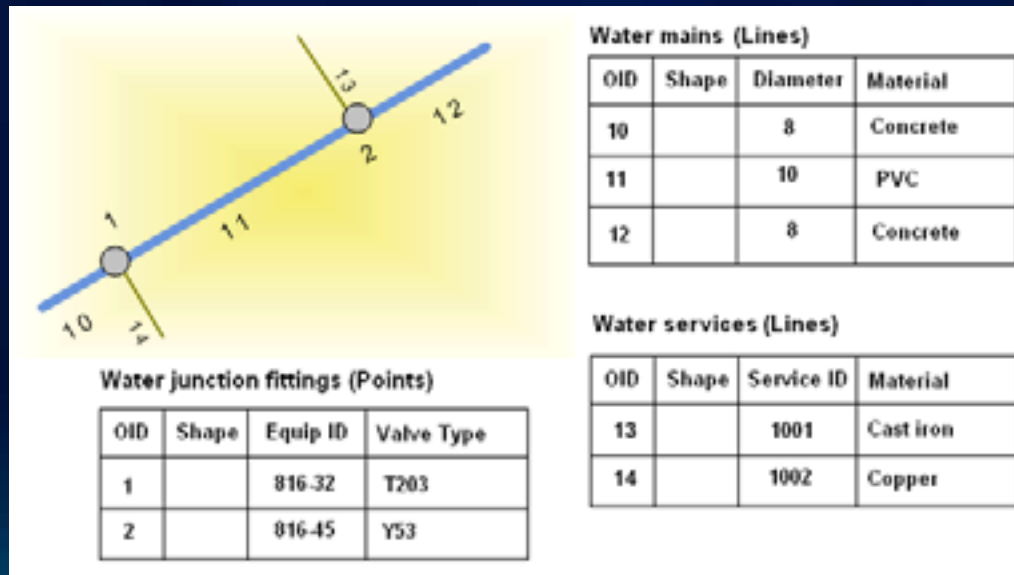 13
12
2
11
1
10
14
Water mains (Lines)
OID Shape Diameter Material
10 8 Concrete
11 10 PVC
12 8 Concrete
Water services (Lines)
OID Shape Service ID Material
13 1001 Cast iron
14 1002 Copper
Water junction fittings (Points)
OID Shape Equip ID Valve Type
1 816-32 T203
2 816-45 Y53